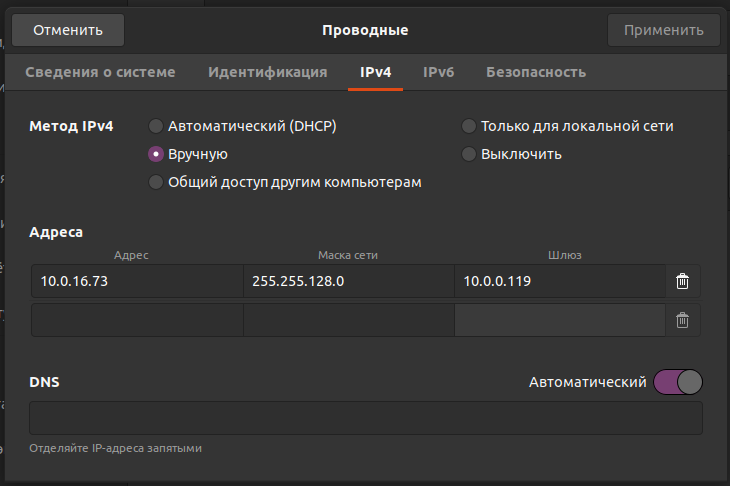 Отменить Проводные Применить
Сведения о системе Идентификация IPv4 IPv6 Безопасность
Метод IPv4 Автоматический (DHCP) Только для локальной сети
Вручную Выключить
Общий доступ другим компьютерам
Адреса
Адрес Маска сети Шлюз
10.0.16.73 255.255.128.0 10.0.0.119
DNS Автоматический
Отделяйте IP-адреса запятыми